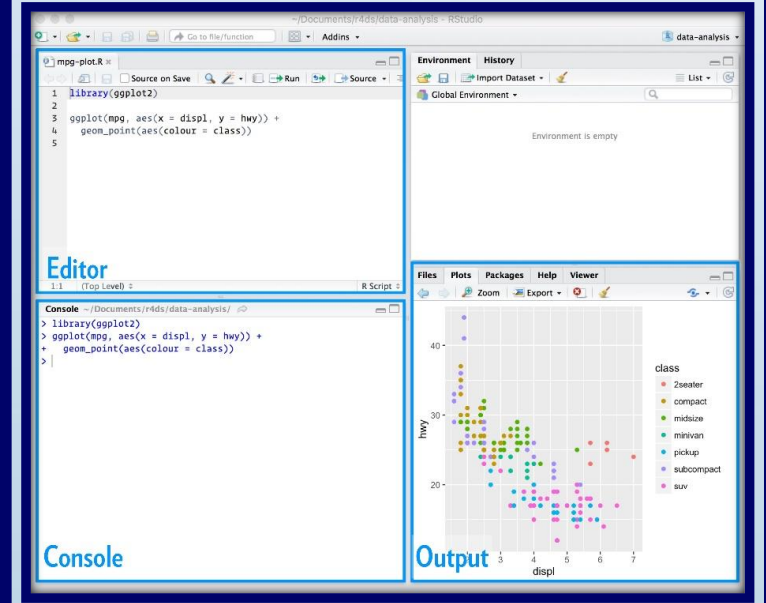 ~/Documents/r4ds/data-analysis - RStudio
Go to file/function
Addins
data-analysis
mpg-plot.R
Source on Save
Run
Source
1 library(ggplot2)
2
3 ggplot(mpg, aes(x = displ, y = hwy)) +
4 geom_point(aes(colour = class))
5
Editor
1:1 (Top Level) R Script
Console ~/Documents/r4ds/data-analysis/
> library(ggplot2)
> ggplot(mpg, aes(x = displ, y = hwy)) +
+ geom_point(aes(colour = class))
>
Console
Environment History
Import Dataset List
Global Environment
Environment is empty
Files Plots Packages Help Viewer
Zoom Export
40
30
20
hwy
3 4 5 6 7
displ
class
2seater
compact
midsize
minivan
pickup
subcompact
suv
Output